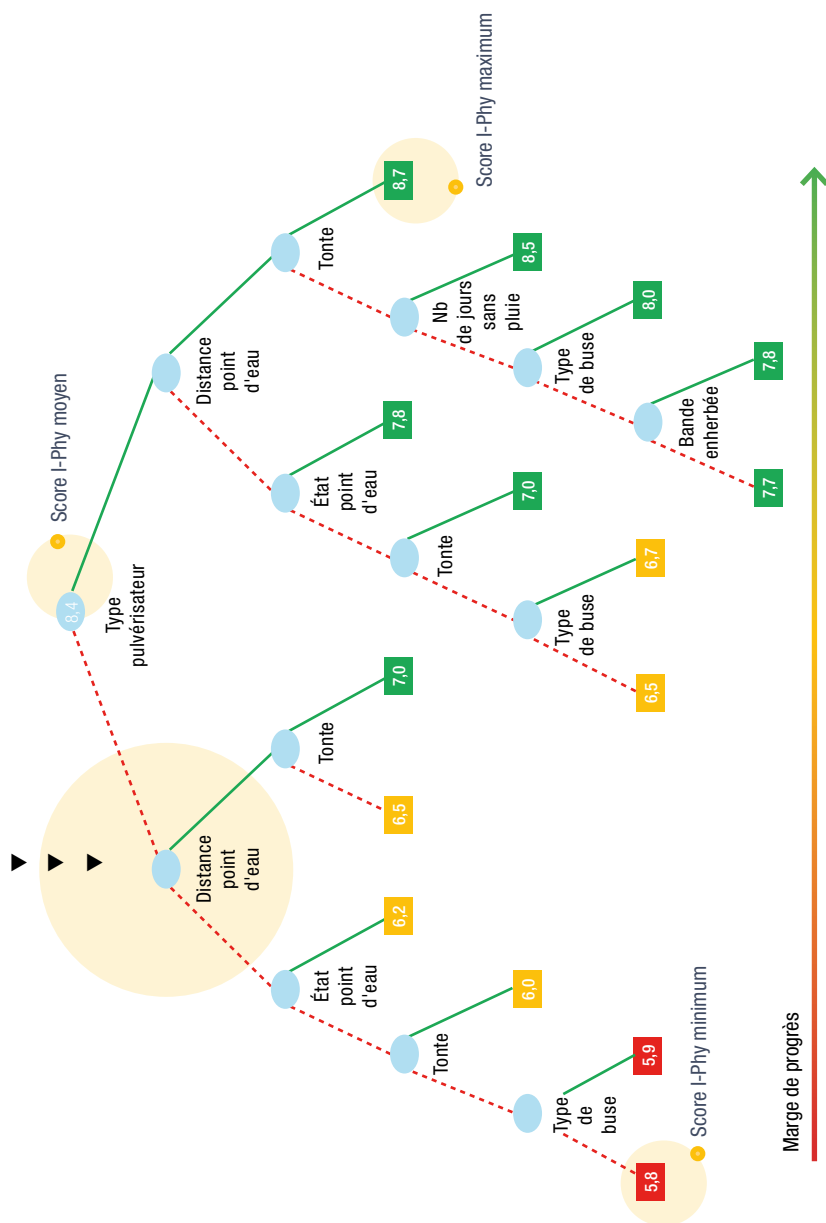 Score I-Phy moyen
8,4
Type
pulvérisateur
Distance
point
d'eau
Distance
point
d'eau
État
point
d'eau
Tonte
État
point
d'eau
Tonte
6,2
6,5
7,0
7,8
8,7
Score I-Phy maximum
Tonte
Tonte
Nb
de jours
sans
pluie
6,0
7,0
8,5
Type
de
buse
Type
de buse
Type
de buse
5,8
5,9
6,5
6,7
8,0
Score I-Phy minimum
Bande
enherbée
7,7
7,8
Marge de progrès